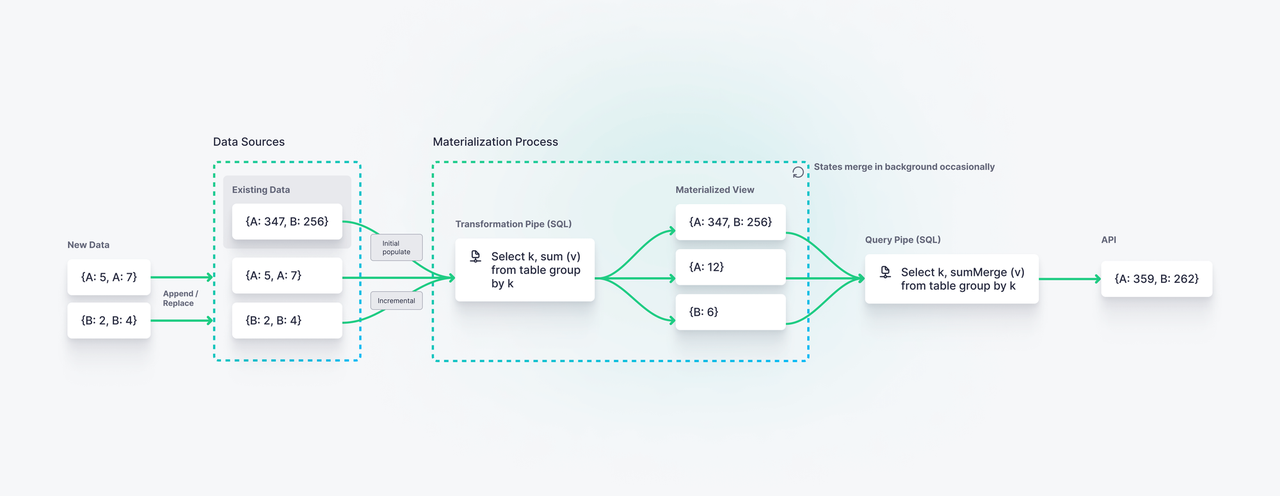 Data Sources
Materialization Process
States merge in background occasionally
Existing Data
Materialized View
{A: 347, B: 256}
{A: 347, B: 256}
Transformation Pipe (SQL)
New Data
Initial
populate
Query Pipe (SQL)
API
{A: 5, A: 7}
{A: 5, A: 7}
Select k, sum (v)
from table group
by k
{A: 12}
Select k, sumMerge (v)
from table group by k
{A: 359, B: 262}
Append /
Replace
Incremental
{B: 2, B: 4}
{B: 2, B: 4}
{B: 6}